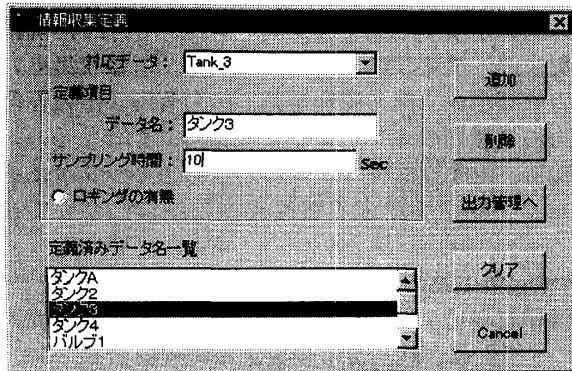 情報収集定義
対応データ： Tank_3
追加
定義項目
データ名： タンク3
削除
サンプリング時間： 10 Sec
ロギングの有無
出力管理へ
定義済みデータ名一覧
タンクA
タンク2
タンク3
タンク4
バルブ1
クリア
Cancel